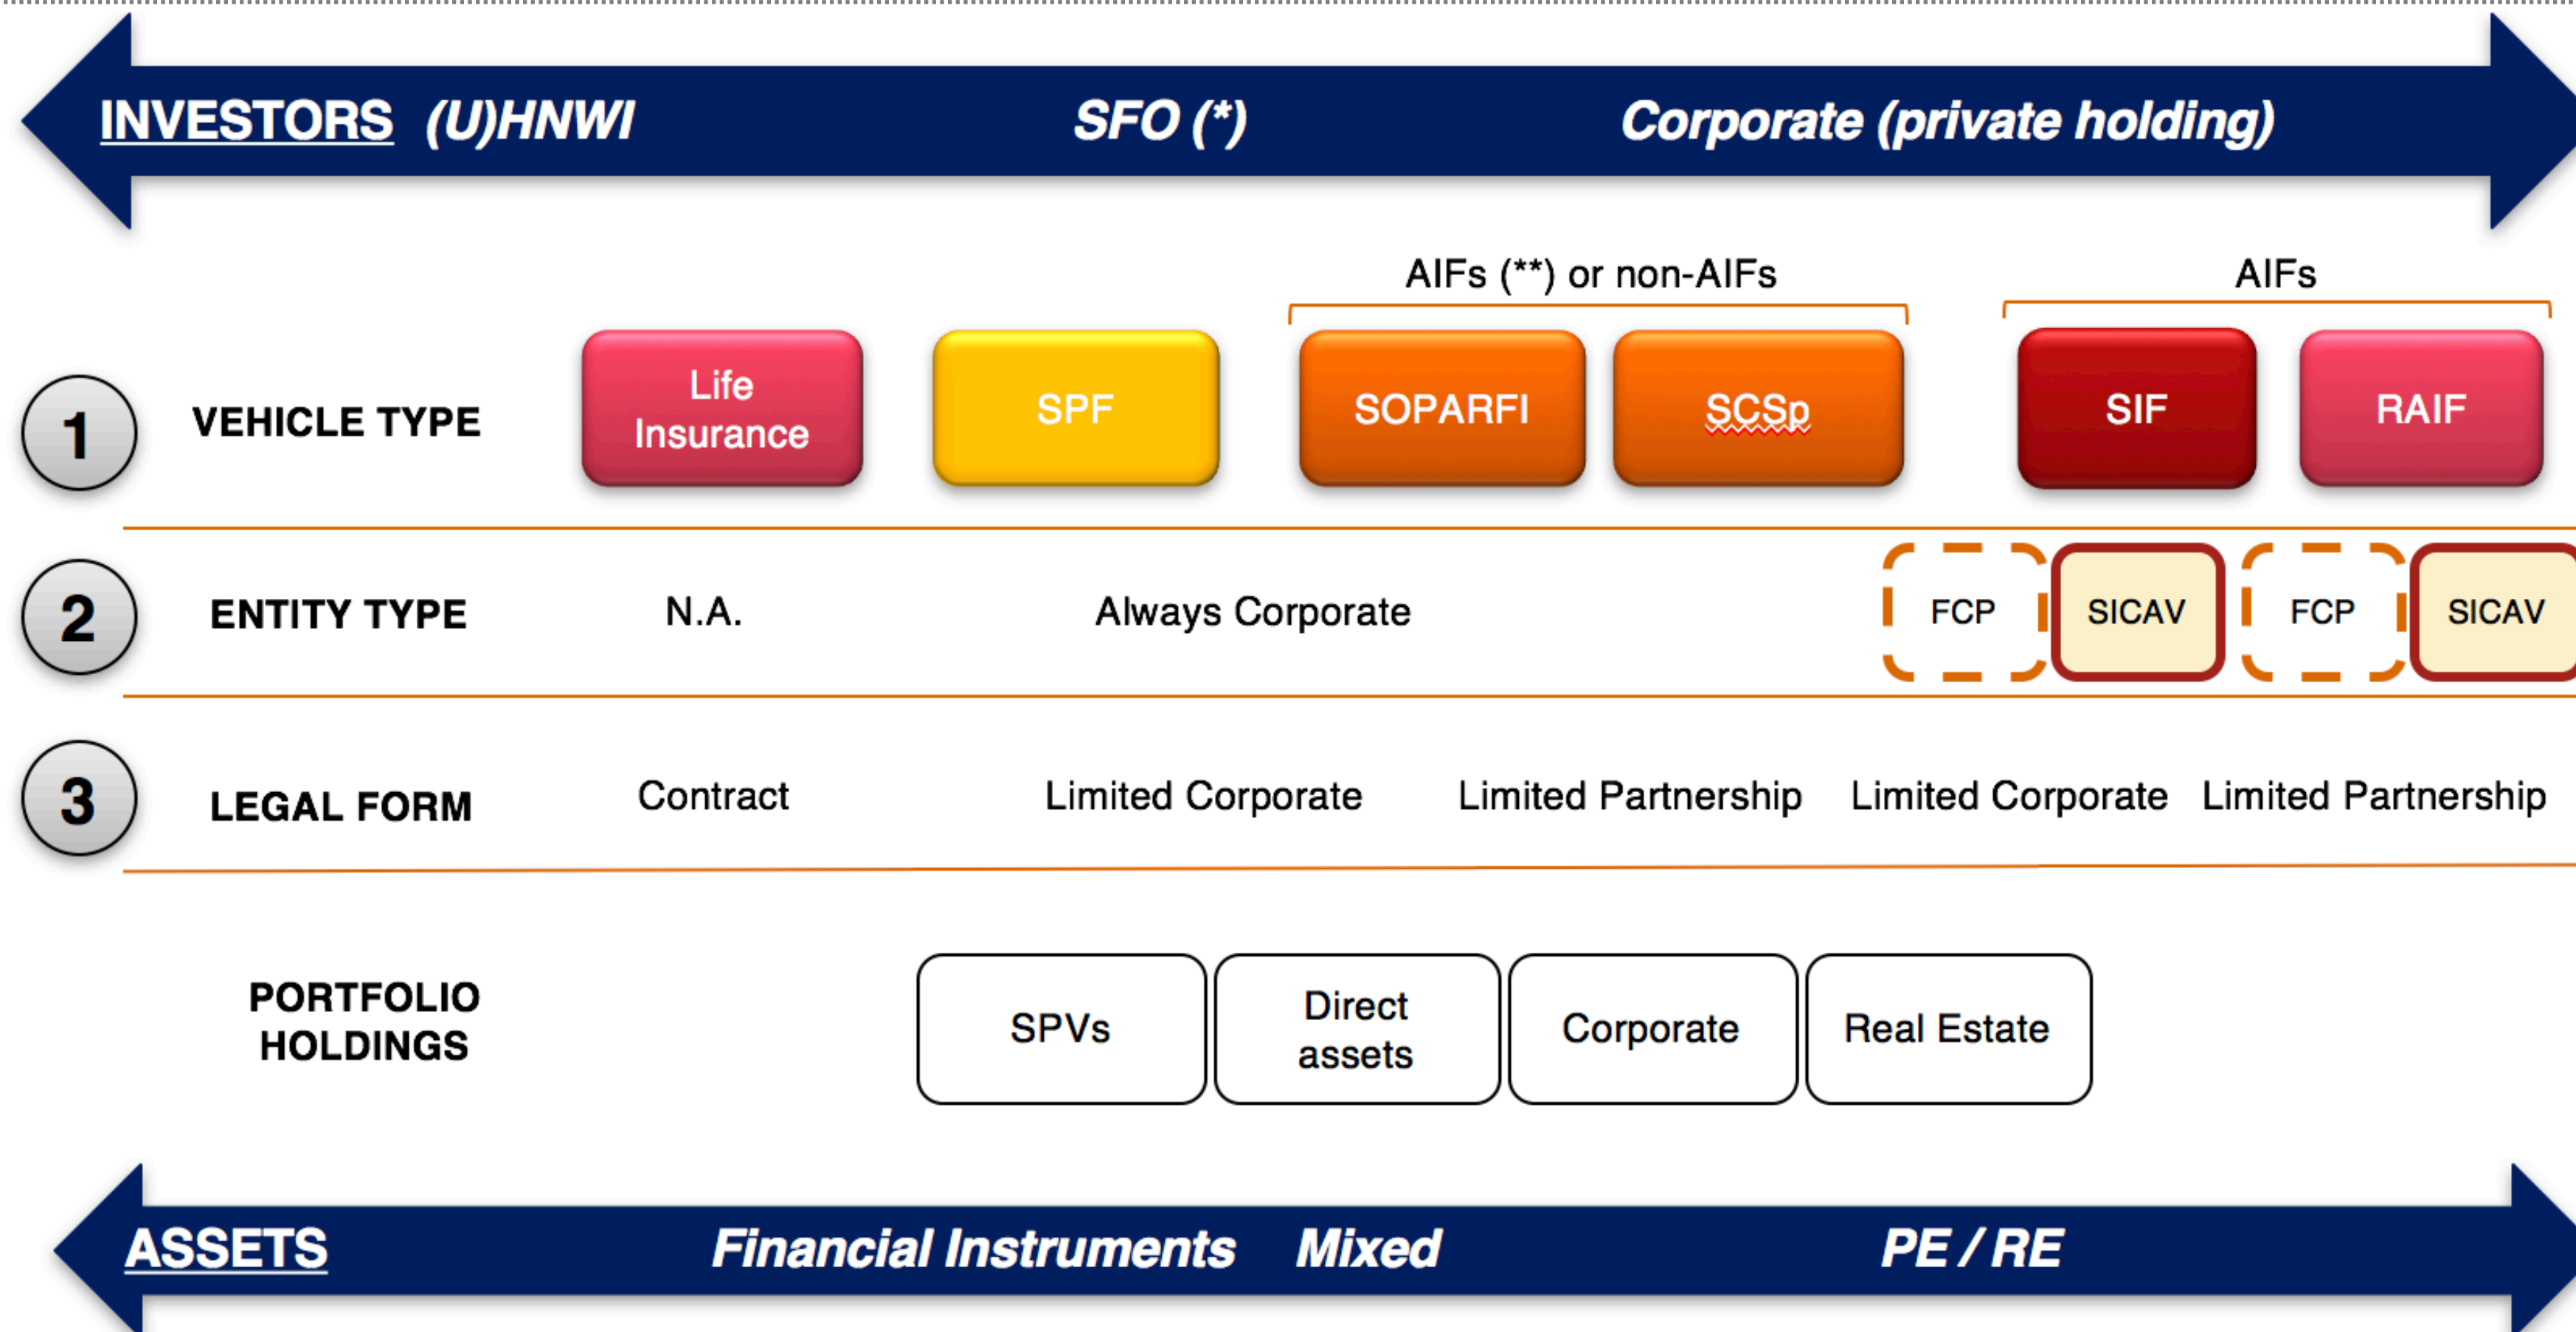 INVESTORS (U)HNWI SFO (*) Corporate (private holding)
AIFs (**) or non-AIFs AIFs
1 VEHICLE TYPE Life Insurance SPF SOPARFI SCSp SIF RAIF
2 ENTITY TYPE N.A. Always Corporate FCP SICAV FCP SICAV
3 LEGAL FORM Contract Limited Corporate Limited Partnership Limited Corporate Limited Partnership
PORTFOLIO
HOLDINGS
SPVs
Direct
assets
Corporate
Real Estate
ASSETS Financial Instruments Mixed PE / RE